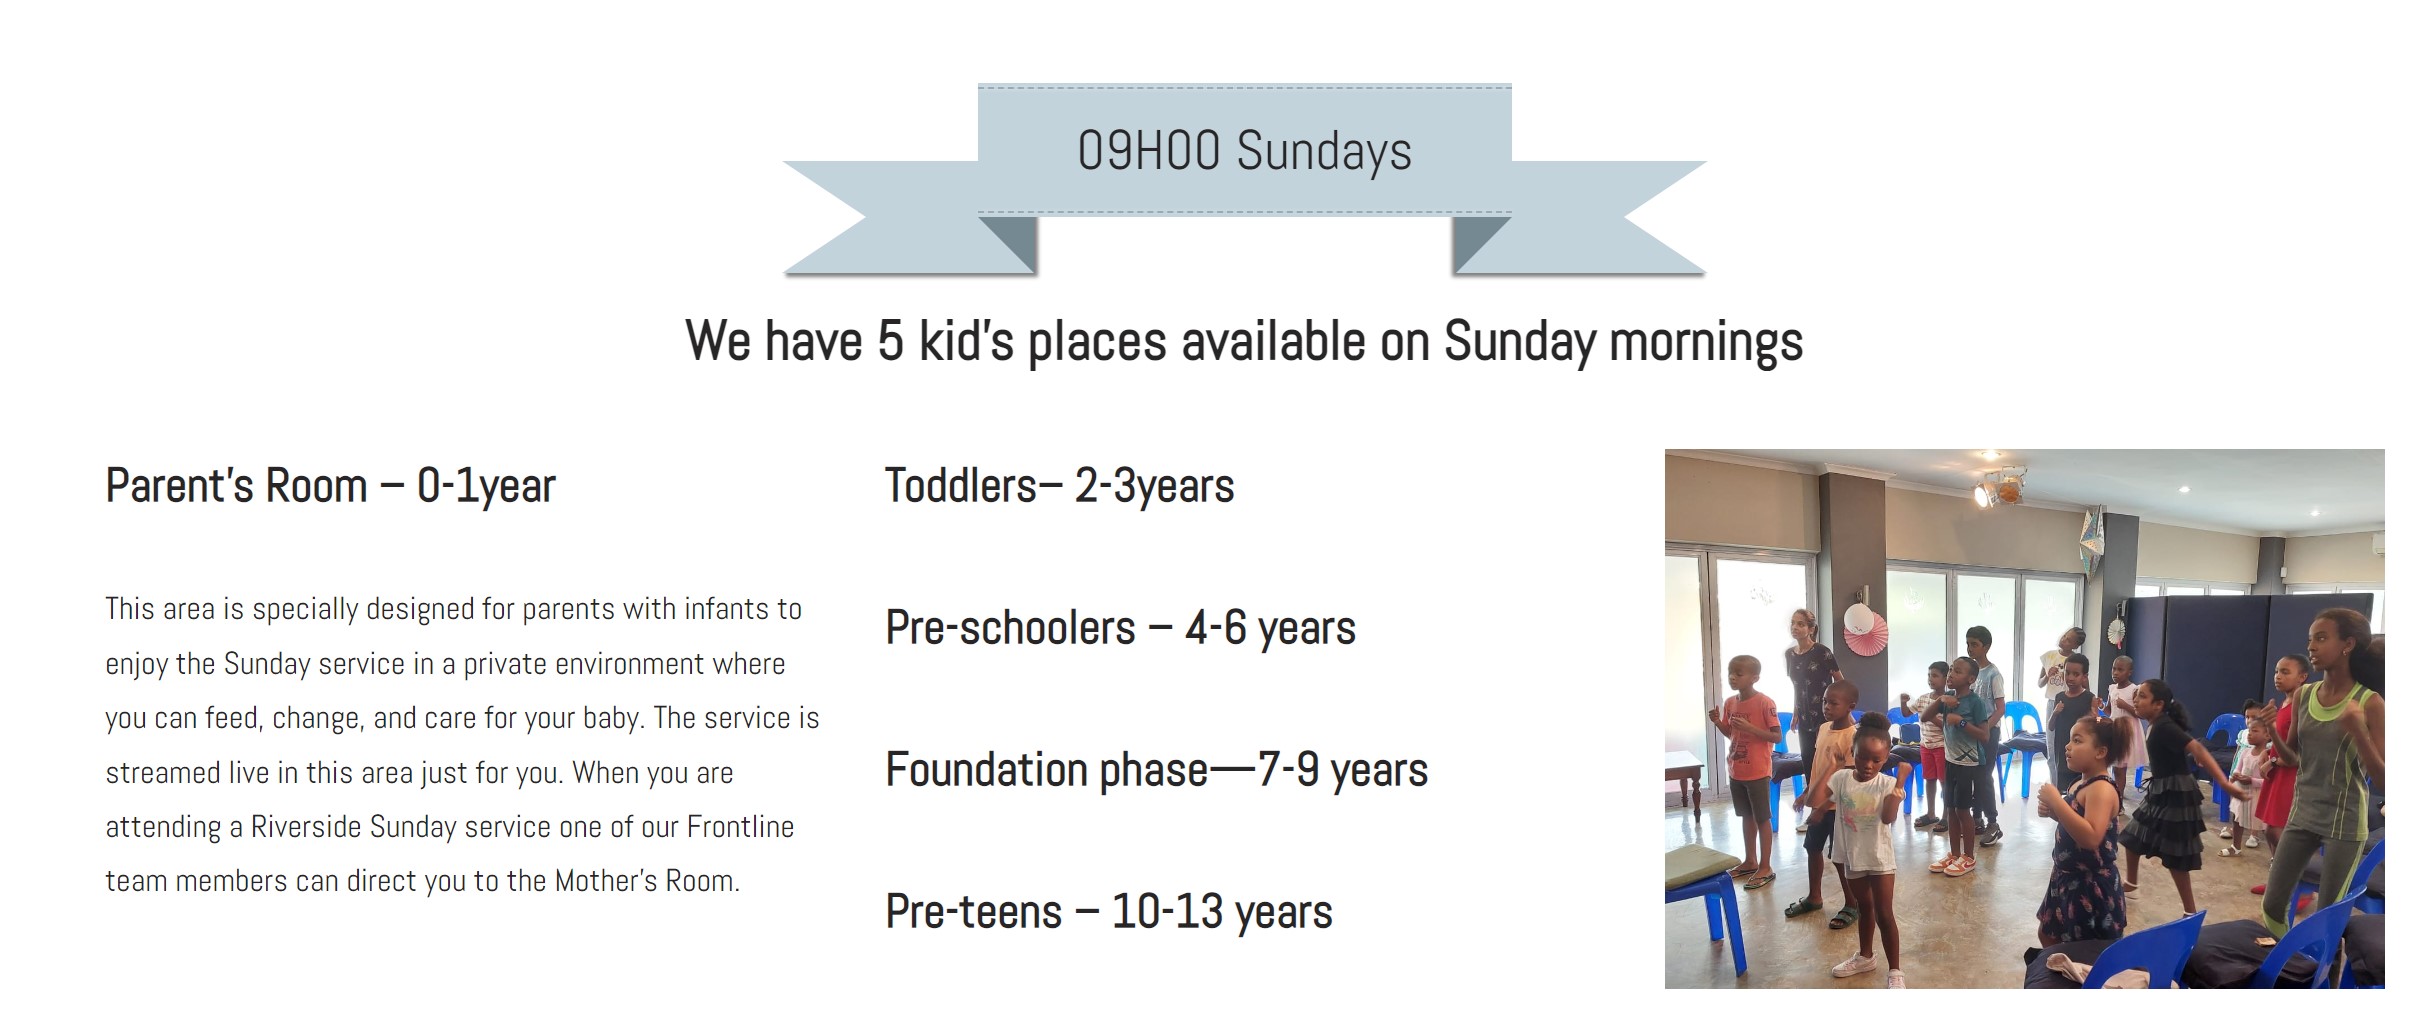 09H00 Sundays
We have 5 kid's places available on Sunday mornings
Parent's Room – 0-1year
This area is specially designed for parents with infants to
enjoy the Sunday service in a private environment where
you can feed, change, and care for your baby. The service is
streamed live in this area just for you. When you are
attending a Riverside Sunday service one of our Frontline
team members can direct you to the Mother's Room.
Toddlers– 2-3years
Pre-schoolers – 4-6 years
Foundation phase—7-9 years
Pre-teens – 10-13 years